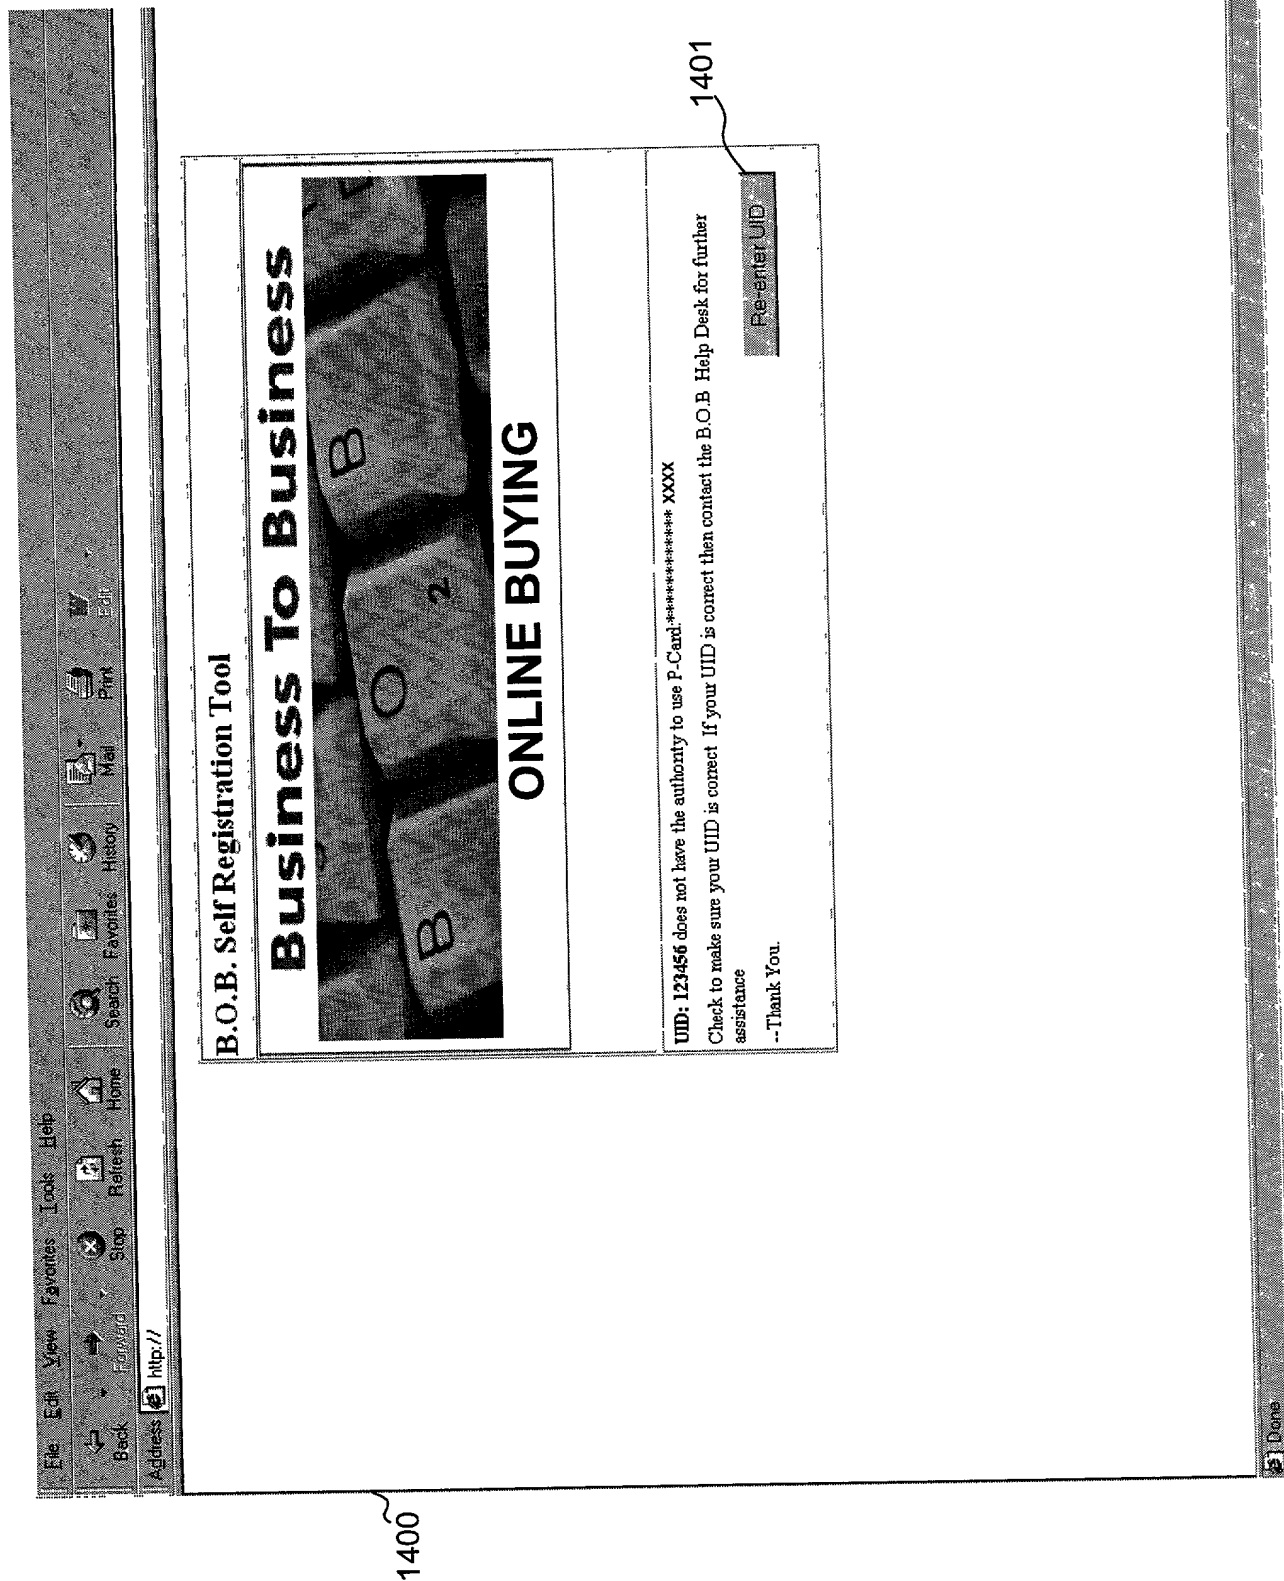 File Edit View Favorites Tools Help
Back Forward Stop Refresh Home Search Favorites History Mail Print Edit
Address http://
B.O.B. Self Registration Tool
Business To Business
B O 2 B
ONLINE BUYING
UID: 123456 does not have the authority to use P-Card:************ XXXX
Check to make sure your UID is correct If your UID is correct then contact the B.O.B Help Desk for further
assistance
--Thank You.
Re-enter UID
Done
1400
1401